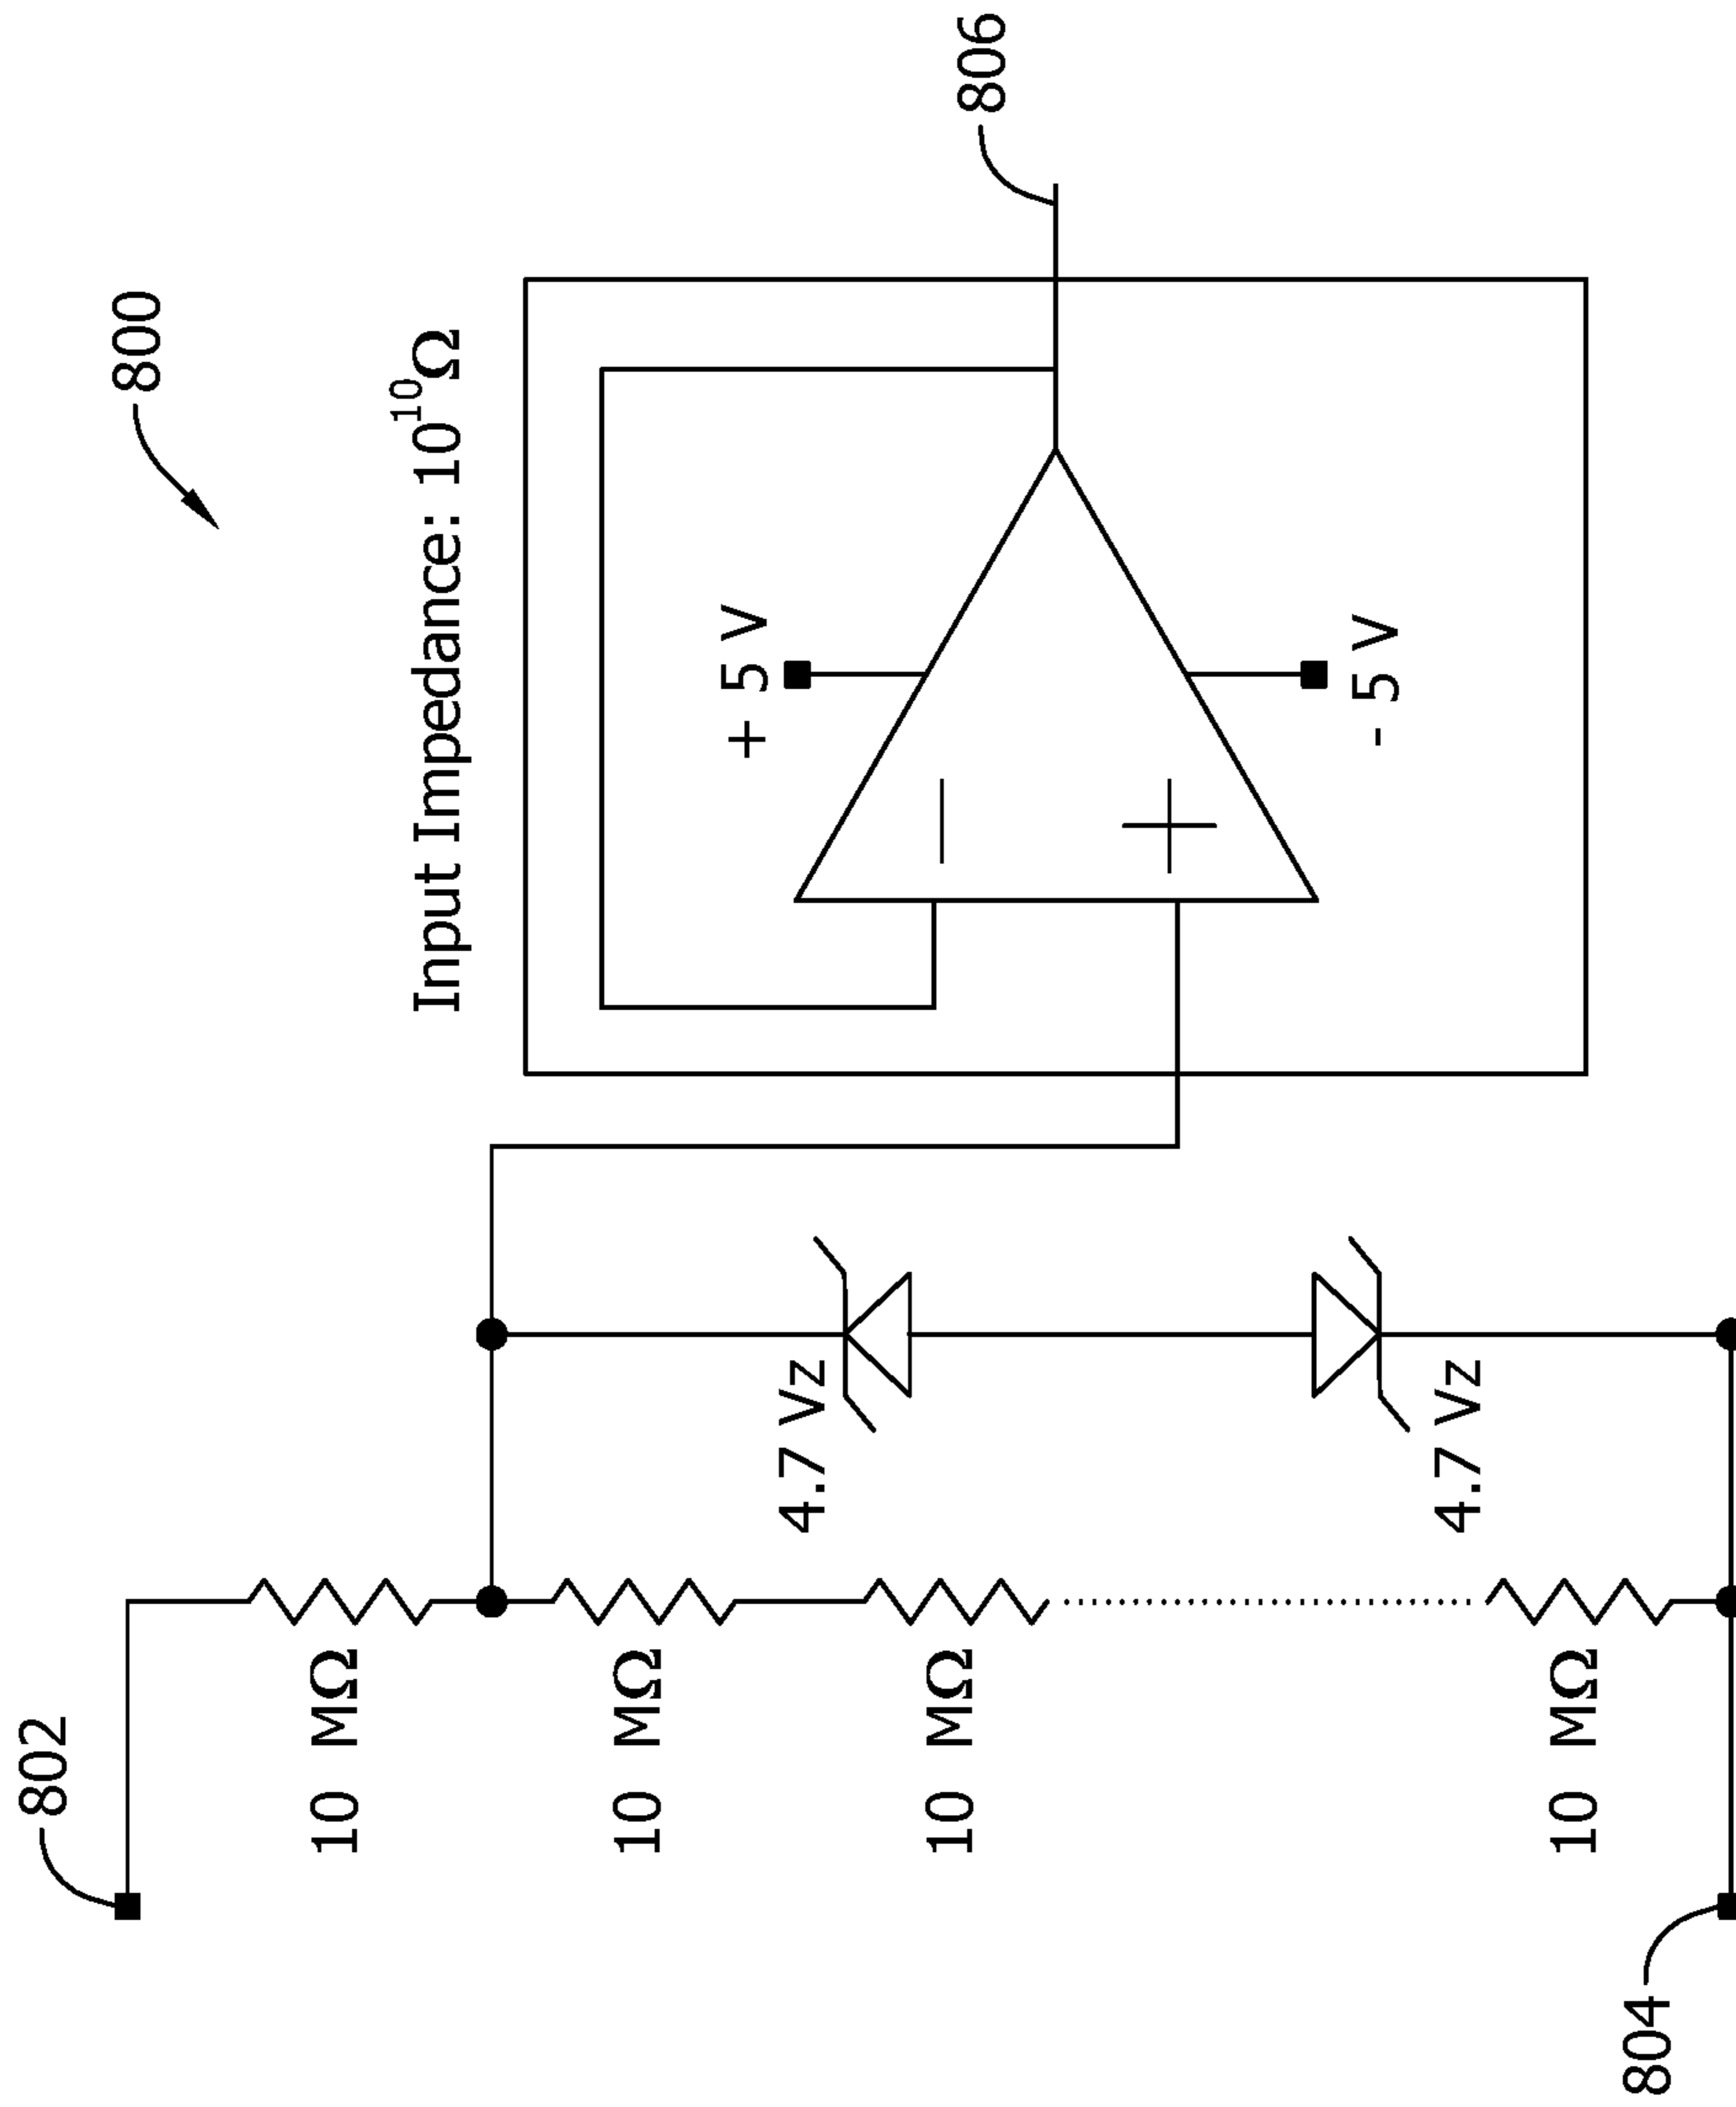 800
802
Input Impedance: 10¹⁰ Ω
10 MΩ
10 MΩ
+ 5 V
4.7 Vz
10 MΩ
806
−
+
- 5 V
4.7 Vz
10 MΩ
804